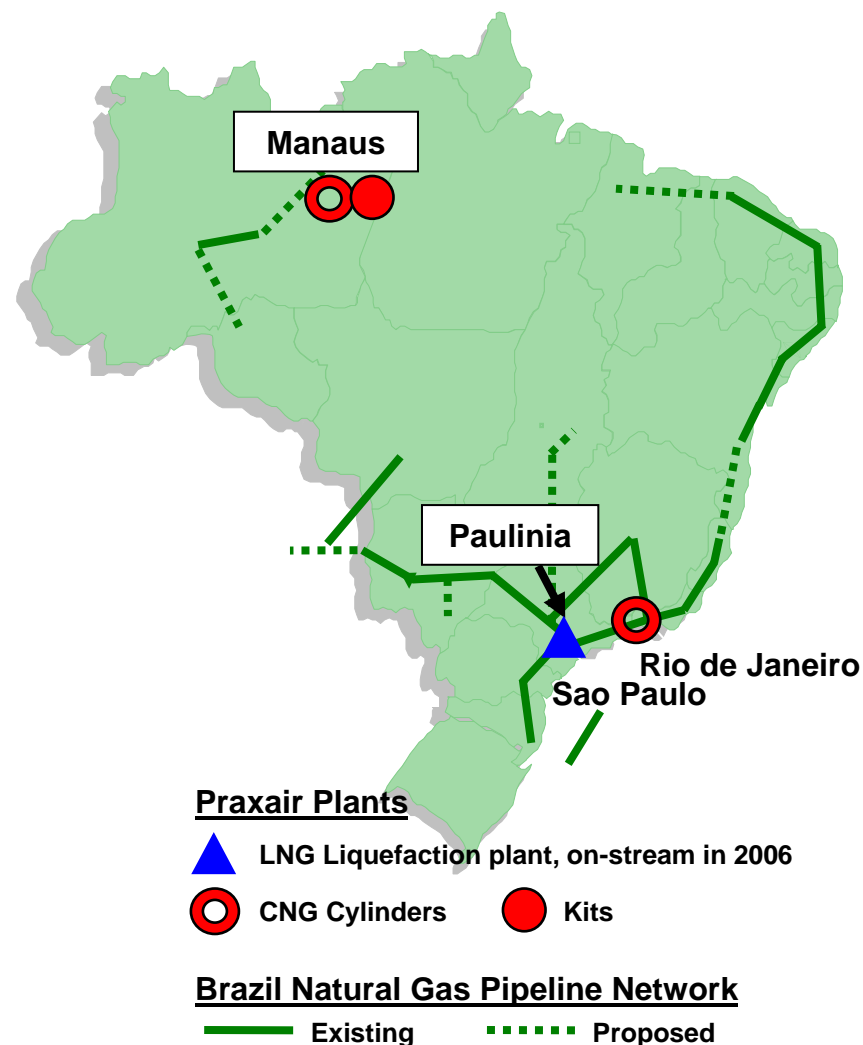 Manaus
Paulinia
Rio de Janeiro
Sao Paulo
Praxair Plants
LNG Liquefaction plant, on-stream in 2006
CNG Cylinders Kits
Brazil Natural Gas Pipeline Network
Existing Proposed